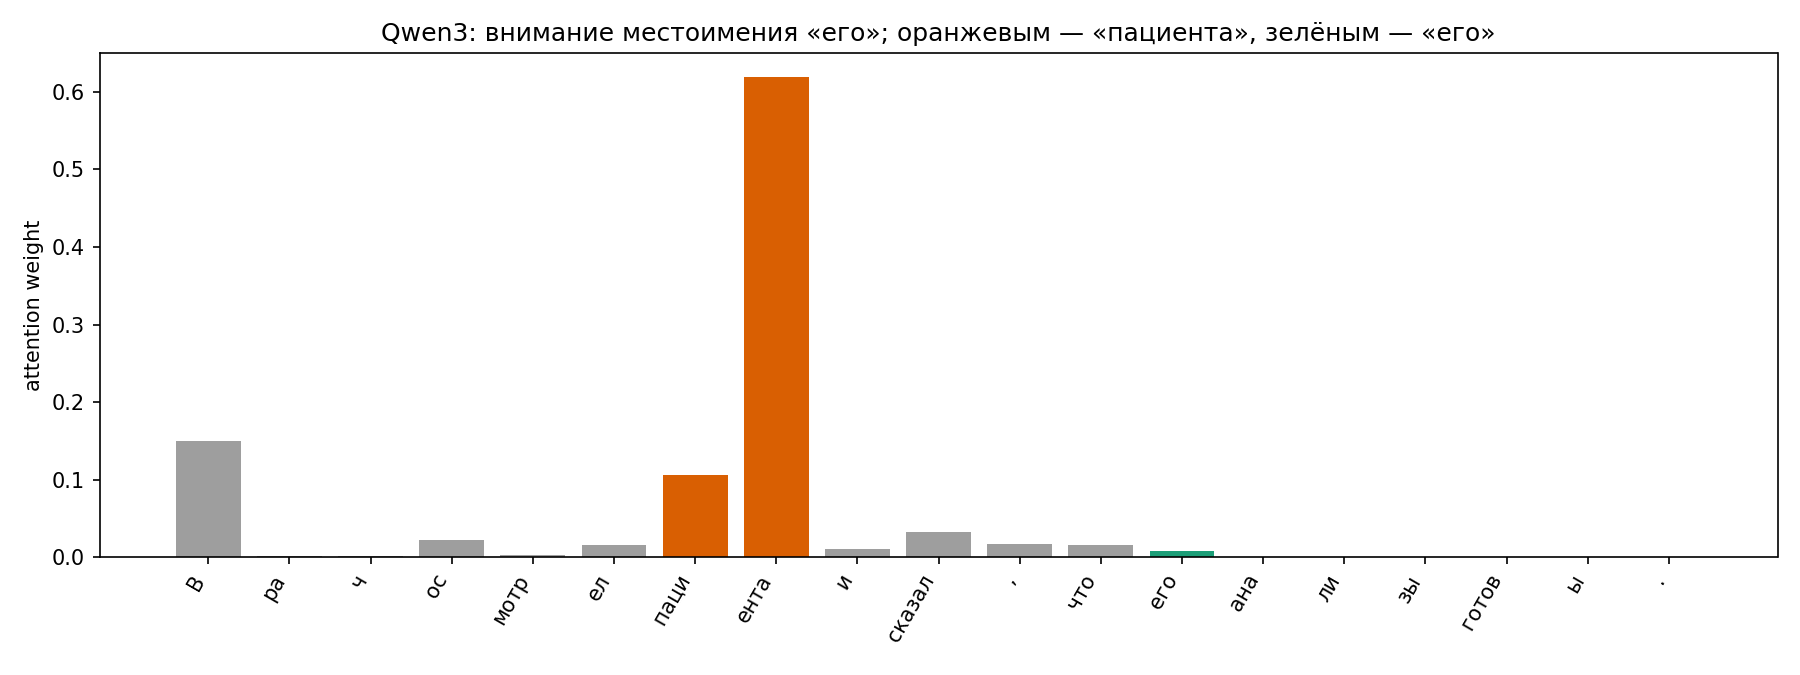 Qwen3: внимание местоимения «его»; оранжевым — «пациента», зелёным — «его»
attention weight
0.6
0.5
0.4
0.3
0.2
0.1
0.0
В
ра
ч
ос
мотр
ел
паци
ента
и
сказал
,
что
его
ана
ли
зы
готов
ы
.